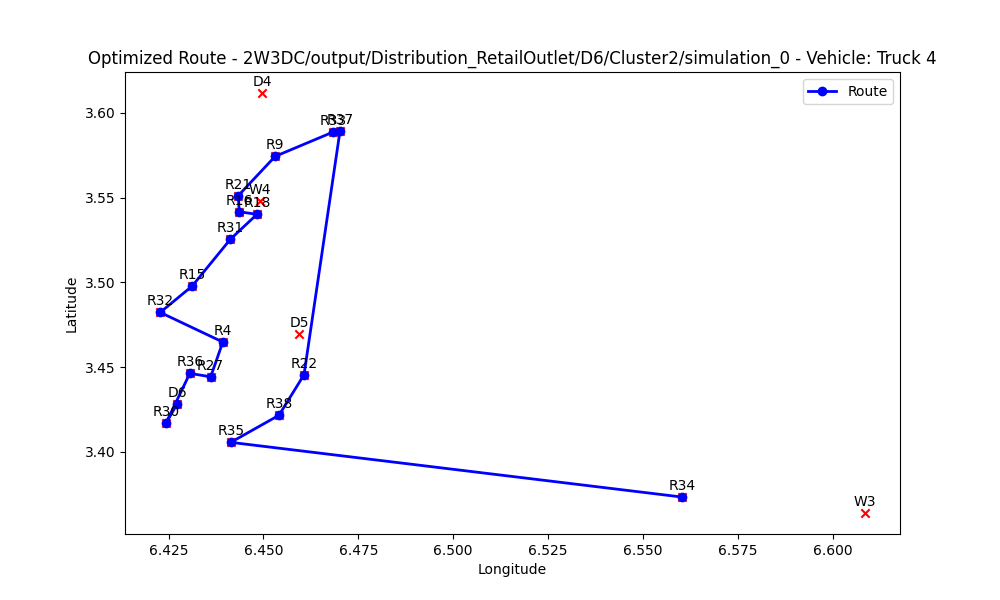 Optimized Route - 2W3DC/output/Distribution_RetailOutlet/D6/Cluster2/simulation_0 - Vehicle: Truck 4
Route
D4
R33
R37
R9
R21
W4
R16
R18
R31
R15
R32
D5
R4
R36
R27
R22
D6
R38
R30
R35
R34
W3
3.60
3.55
3.50
3.45
3.40
Latitude
6.425
6.450
6.475
6.500
6.525
6.550
6.575
6.600
Longitude